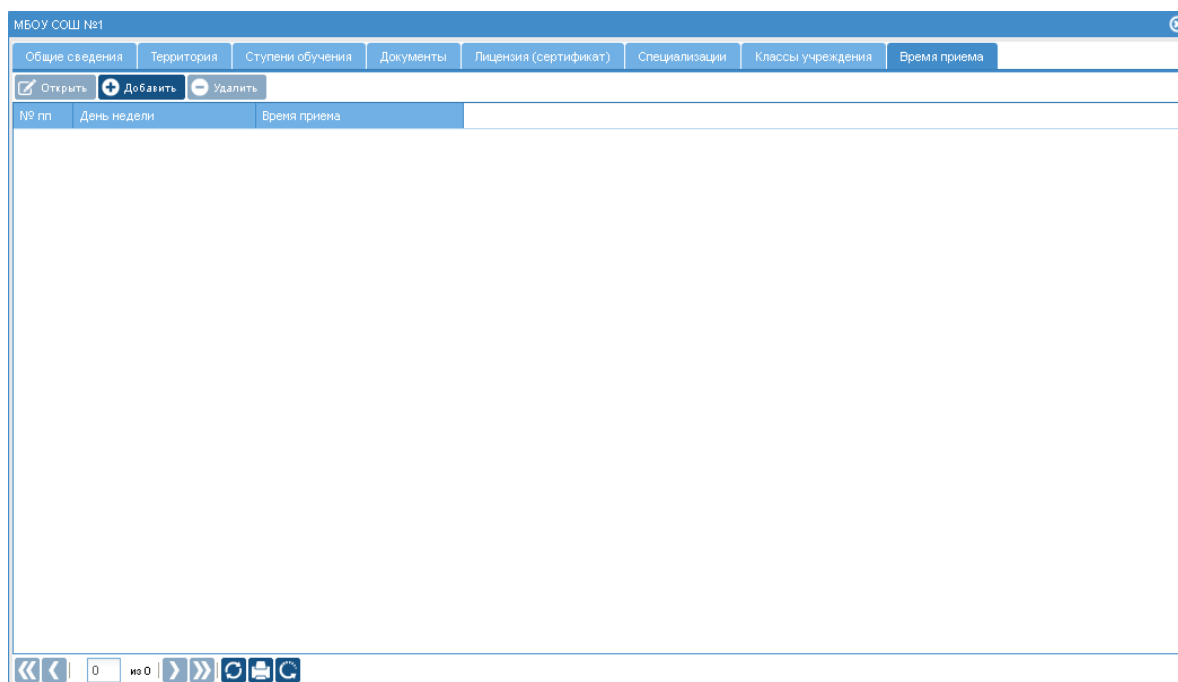 МБОУ СОШ №1
Общие сведения Территория Ступени обучения Документы Лицензия (сертификат) Специализации Классы учреждения Время приема
Открыть Добавить Удалить
№ пп День недели Время приема
0 из 0